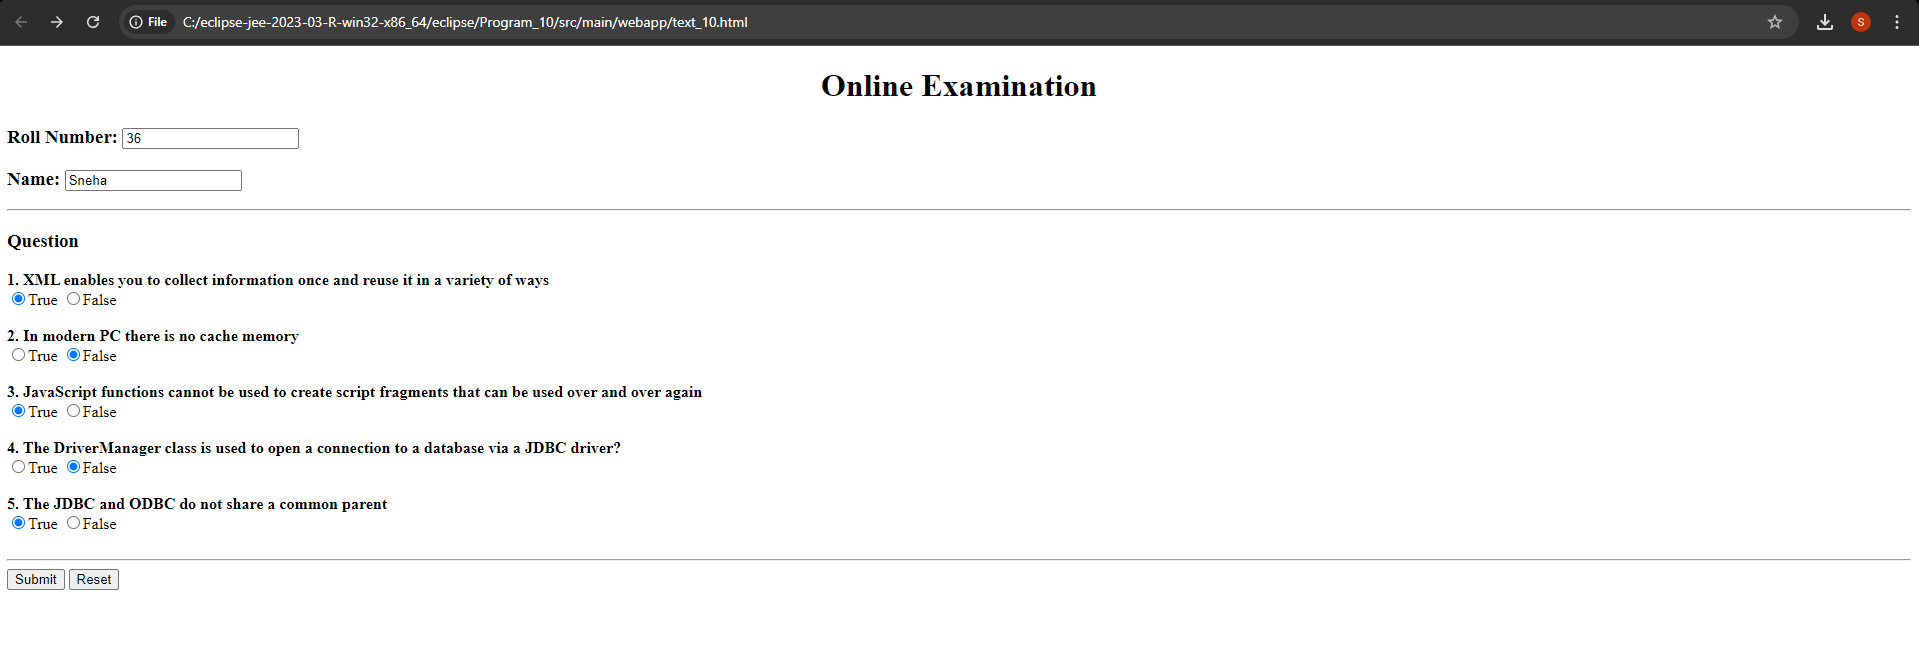 File C:/eclipse-jee-2023-03-R-win32-x86_64/eclipse/Program_10/src/main/webapp/text_10.html S
Online Examination
Roll Number: 36
Name: Sneha
Question
1. XML enables you to collect information once and reuse it in a variety of ways
True False
2. In modern PC there is no cache memory
True False
3. JavaScript functions cannot be used to create script fragments that can be used over and over again
True False
4. The DriverManager class is used to open a connection to a database via a JDBC driver?
True False
5. The JDBC and ODBC do not share a common parent
True False
Submit Reset